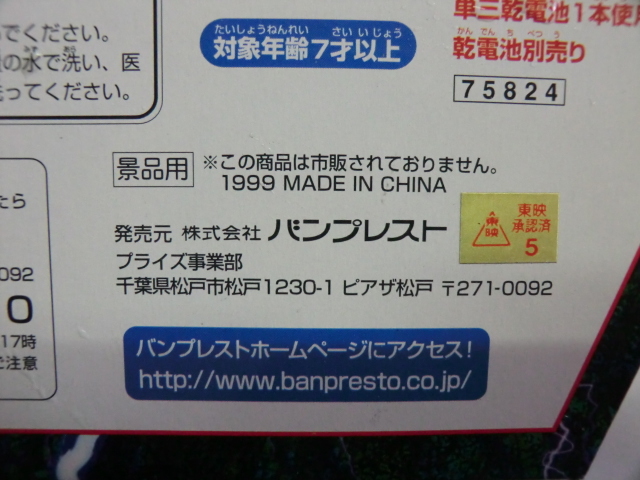 でください。
の水で洗い、医
ってください。
たいしょうねんれい さいいじょう
対象年齢7才以上
単三乾電池1本使
かんでんち べつう
乾電池別売り
75824
景品用 ※この商品は市販されておりません。
1999 MADE IN CHINA
たら
発売元 株式会社 バンプレスト
東映
承認済
5
東映
プライズ事業部
千葉県松戸市松戸1230-1 ピアザ松戸 〒271-0092
0092
0
17時
ご注意
バンプレストホームページにアクセス!
http://www.banpresto.co.jp/